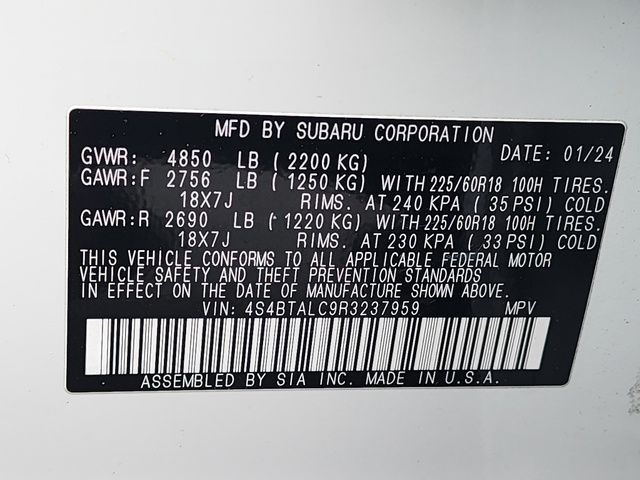 MFD BY SUBARU CORPORATION
GVWR: 4850 LB (2200 KG) DATE: 01/24
GAWR:F 2756 LB (1250 KG) WITH 225/60R18 100H TIRES.
18X7J RIMS. AT 240 KPA ( 35 PSI) COLD
GAWR:R 2690 LB (1220 KG) WITH 225/60R18 100H TIRES.
18X7J RIMS. AT 230 KPA ( 33 PSI) COLD
THIS VEHICLE CONFORMS TO ALL APPLICABLE FEDERAL MOTOR
VEHICLE SAFETY AND THEFT PREVENTION STANDARDS
IN EFFECT ON THE DATE OF MANUFACTURE SHOWN ABOVE.
VIN: 4S4BTALC9R3237959 MPV
ASSEMBLED BY SIA INC. MADE IN U.S.A.